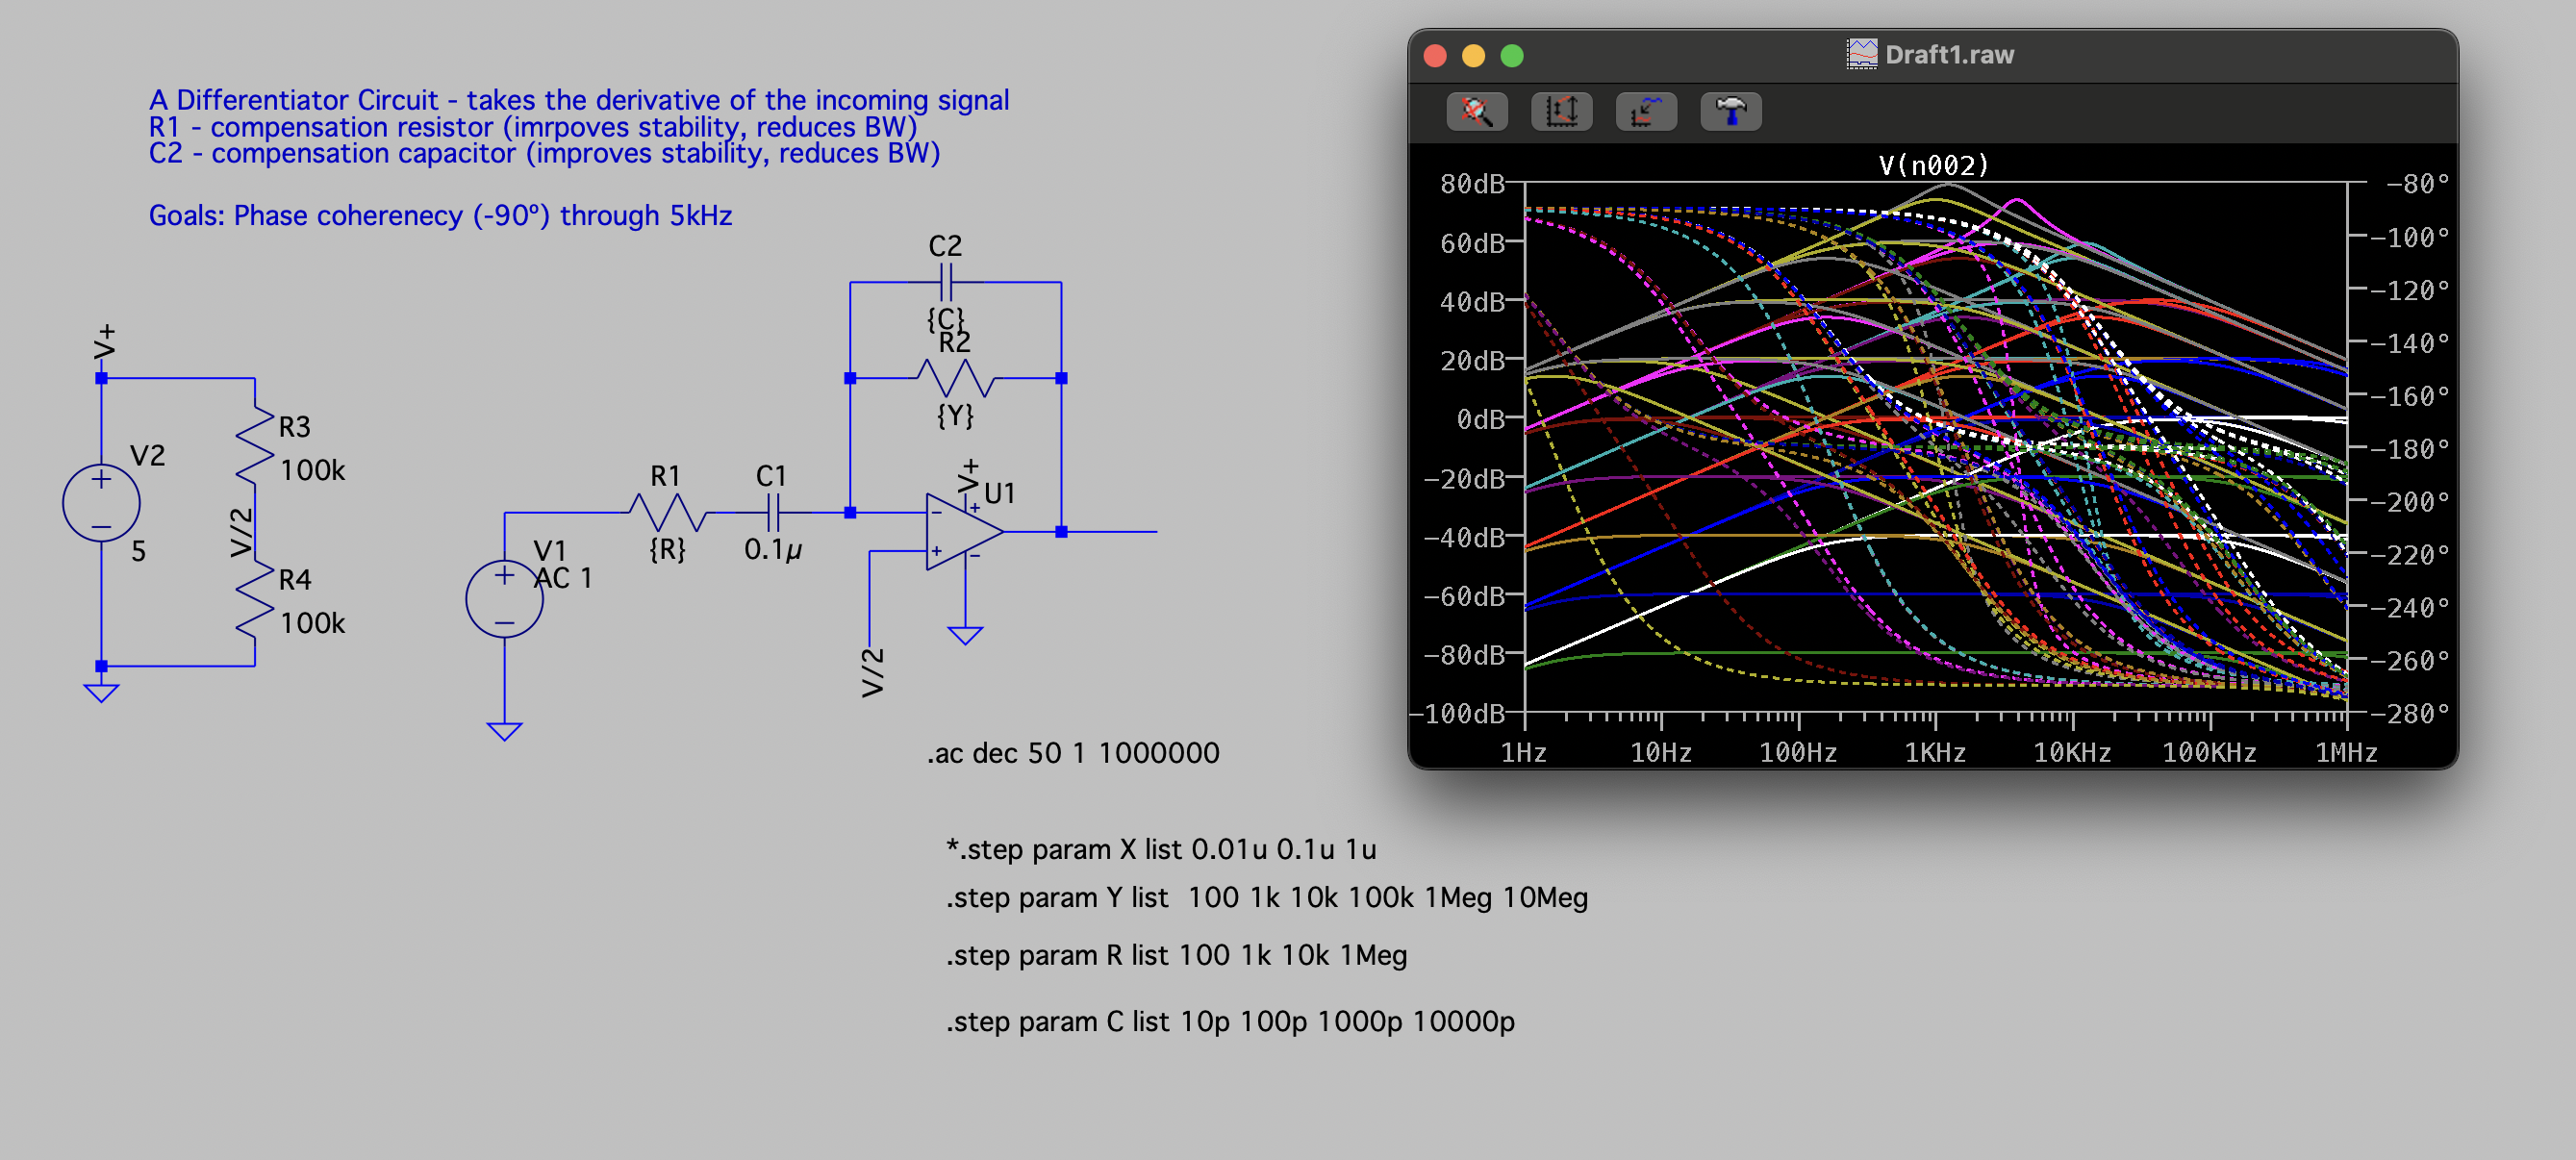 A Differentiator Circuit - takes the derivative of the incoming signal
R1 - compensation resistor (imrpoves stability, reduces BW)
C2 - compensation capacitor (improves stability, reduces BW)
Goals: Phase coherenecy (-90º) through 5kHz
V+
V2
5
R3
100k
V/2
R4
100k
V1
AC 1
R1
{R}
C1
0.1µ
C2
{C}
R2
{Y}
V+
U1
V/2
.ac dec 50 1 1000000
*.step param X list 0.01u 0.1u 1u
.step param Y list  100 1k 10k 100k 1Meg 10Meg
.step param R list 100 1k 10k 1Meg
.step param C list 10p 100p 1000p 10000p
Draft1.raw
V(n002)
80dB
60dB
40dB
20dB
0dB
-20dB
-40dB
-60dB
-80dB
-100dB
-80°
-100°
-120°
-140°
-160°
-180°
-200°
-220°
-240°
-260°
-280°
1Hz
10Hz
100Hz
1KHz
10KHz
100KHz
1MHz